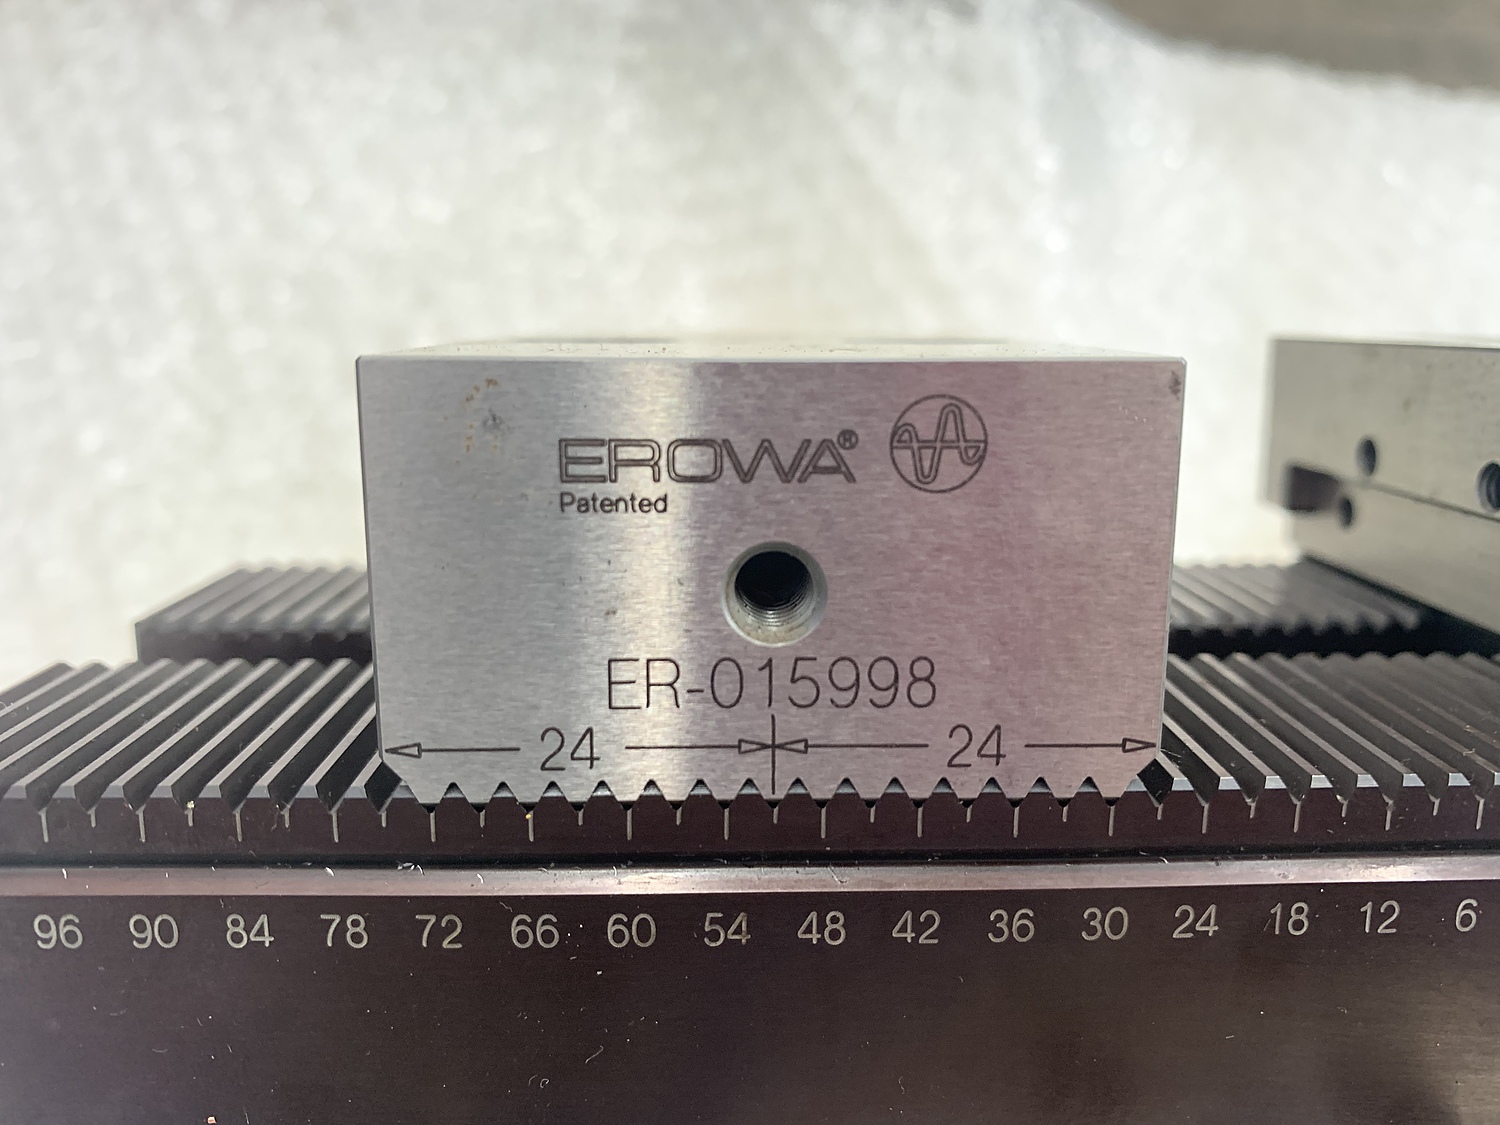 EROWA®
Patented
ER-015998
24 24
96 90 84 78 72 66 60 54 48 42 36 30 24 18 12 6